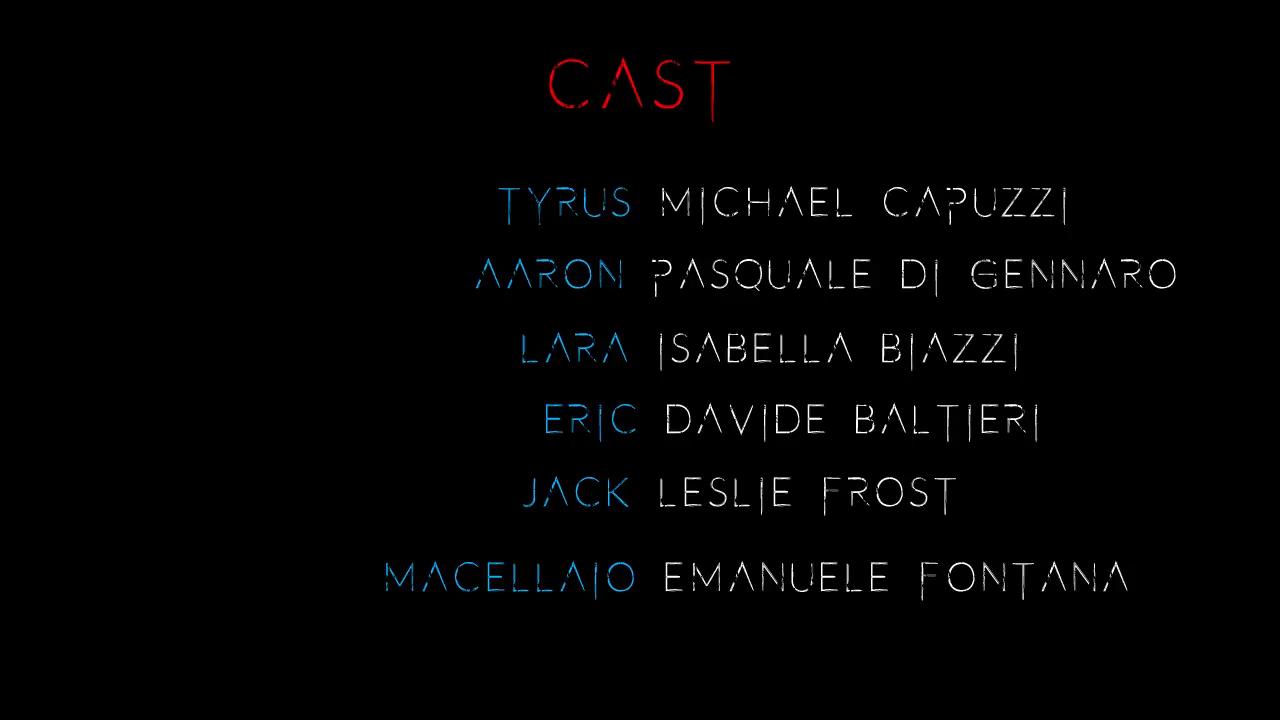 CAST
TYRUS MICHAEL CAPUZZI
AARON PASQUALE DI GENNARO
LARA ISABELLA BIAZZI
ERIC DAVIDE BALTIERI
JACK LESLIE FROST
MACELLAIO EMANUELE FONTANA